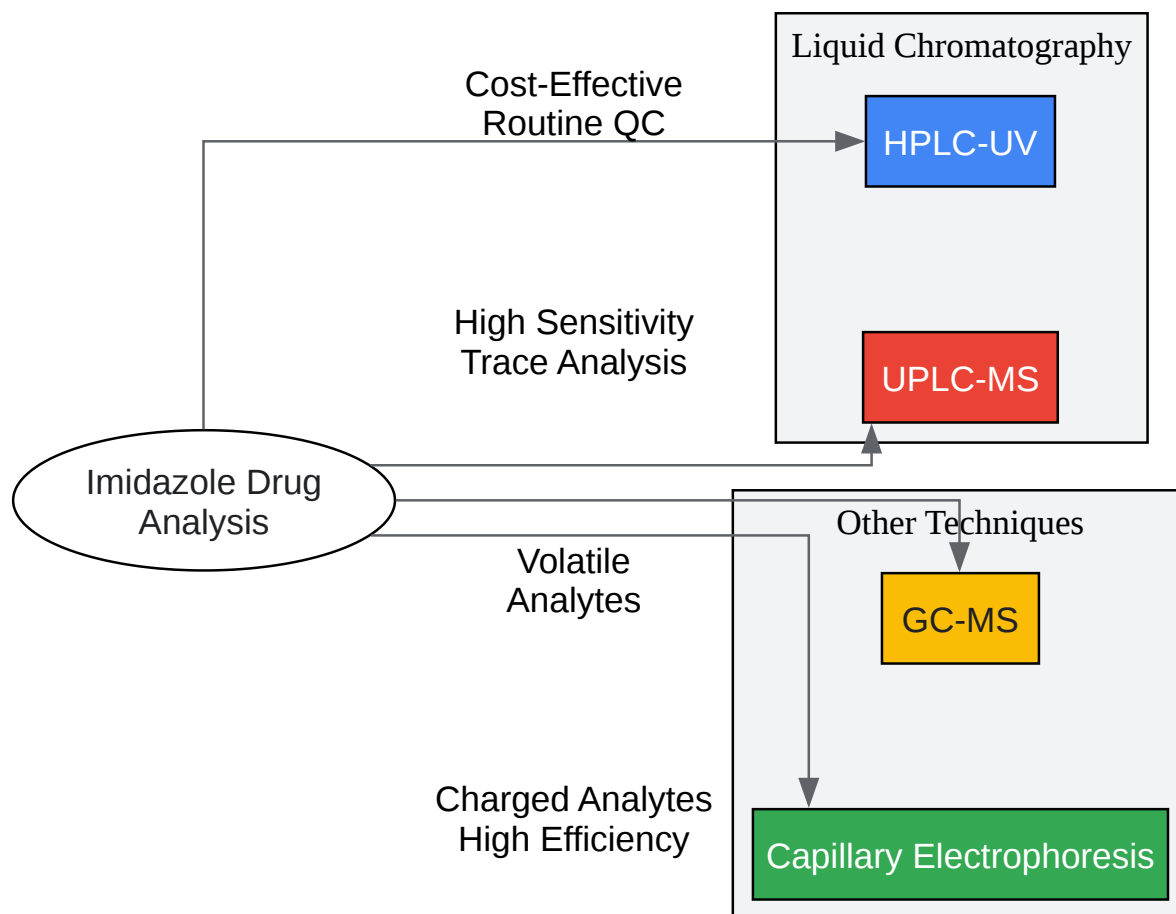 Liquid Chromatography
Cost-Effective
Routine QC
HPLC-UV
High Sensitivity
Trace Analysis
UPLC-MS
Imidazole Drug
Analysis
Other Techniques
Volatile
Analytes
GC-MS
Charged Analytes
High Efficiency
Capillary Electrophoresis